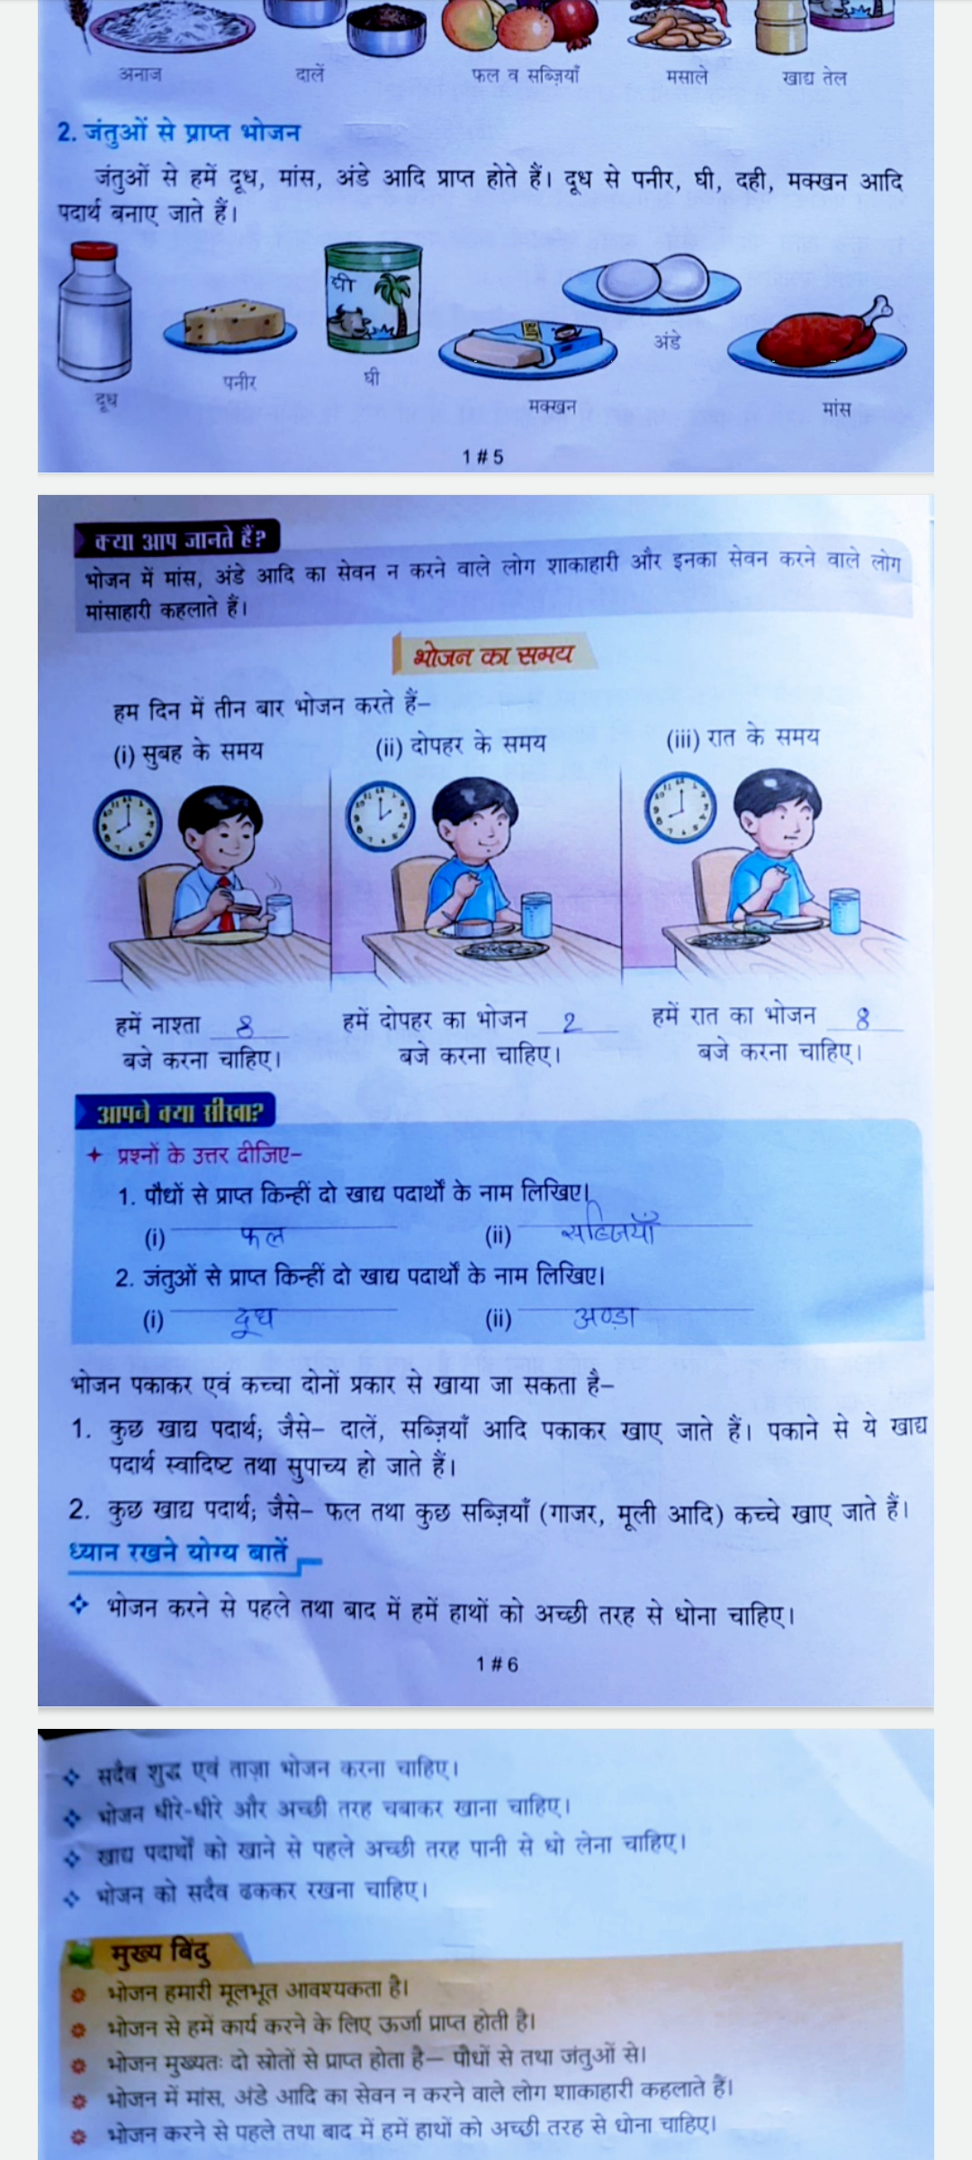 अनाज दालें फल व सब्ज़ियाँ मसाले खाद्य तेल
2. जंतुओं से प्राप्त भोजन
जंतुओं से हमें दूध, मांस, अंडे आदि प्राप्त होते हैं। दूध से पनीर, घी, दही, मक्खन आदि
पदार्थ बनाए जाते हैं।
घी
दूध पनीर घी मक्खन अंडे मांस
1 # 5
क्या आप जानते हैं?
भोजन में मांस, अंडे आदि का सेवन न करने वाले लोग शाकाहारी और इनका सेवन करने वाले लोग
मांसाहारी कहलाते हैं।
भोजन का समय
हम दिन में तीन बार भोजन करते हैं–
(i) सुबह के समय (ii) दोपहर के समय (iii) रात के समय
हमें नाश्ता 8 हमें दोपहर का भोजन 2 हमें रात का भोजन 8
बजे करना चाहिए। बजे करना चाहिए। बजे करना चाहिए।
आपने क्या सीखा?
प्रश्नों के उत्तर दीजिए–
1. पौधों से प्राप्त किन्हीं दो खाद्य पदार्थों के नाम लिखिए।
(i) फल (ii) सब्जियाँ
2. जंतुओं से प्राप्त किन्हीं दो खाद्य पदार्थों के नाम लिखिए।
(i) दूध (ii) अण्डा
भोजन पकाकर एवं कच्चा दोनों प्रकार से खाया जा सकता है–
1. कुछ खाद्य पदार्थ; जैसे– दालें, सब्ज़ियाँ आदि पकाकर खाए जाते हैं। पकाने से ये खाद्य
पदार्थ स्वादिष्ट तथा सुपाच्य हो जाते हैं।
2. कुछ खाद्य पदार्थ; जैसे– फल तथा कुछ सब्ज़ियाँ (गाजर, मूली आदि) कच्चे खाए जाते हैं।
ध्यान रखने योग्य बातें
भोजन करने से पहले तथा बाद में हमें हाथों को अच्छी तरह से धोना चाहिए।
1 # 6
सदैव शुद्ध एवं ताज़ा भोजन करना चाहिए।
भोजन धीरे-धीरे और अच्छी तरह चबाकर खाना चाहिए।
खाद्य पदार्थों को खाने से पहले अच्छी तरह पानी से धो लेना चाहिए।
भोजन को सदैव ढककर रखना चाहिए।
मुख्य बिंदु
भोजन हमारी मूलभूत आवश्यकता है।
भोजन से हमें कार्य करने के लिए ऊर्जा प्राप्त होती है।
भोजन मुख्यतः दो स्रोतों से प्राप्त होता है– पौधों से तथा जंतुओं से।
भोजन में मांस, अंडे आदि का सेवन न करने वाले लोग शाकाहारी कहलाते हैं।
भोजन करने से पहले तथा बाद में हमें हाथों को अच्छी तरह से धोना चाहिए।